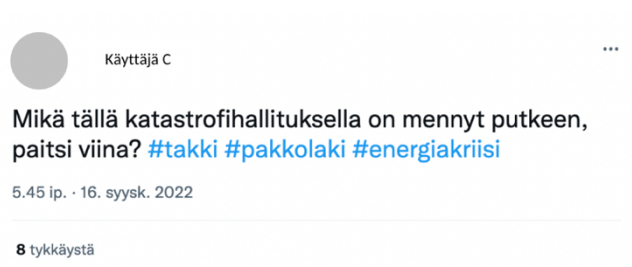 Käyttäjä C
Mikä tällä katastrofihallituksella on mennyt putkeen,
paitsi viina? #takki #pakkolaki #energiakriisi
5.45 ip. · 16. syysk. 2022
8 tykkäystä